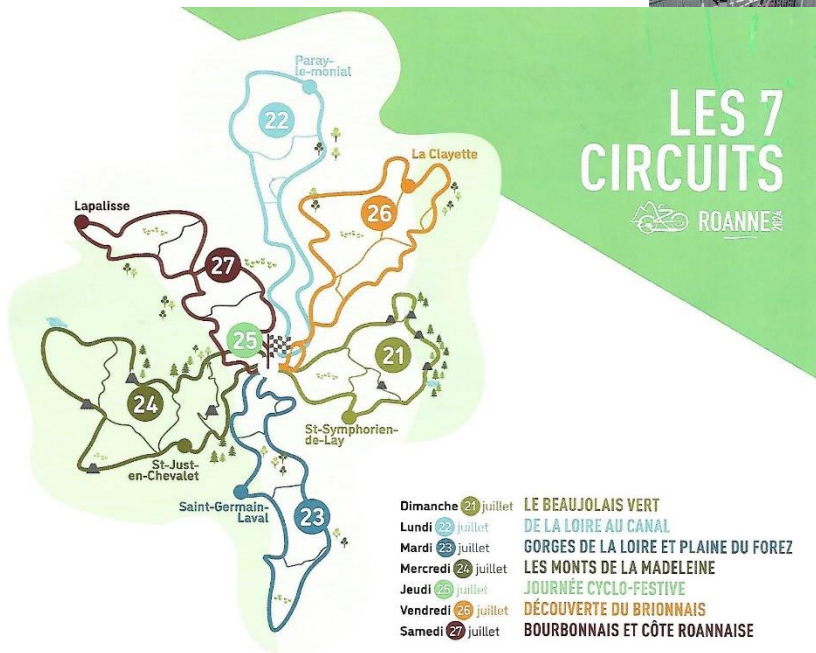 LES 7
CIRCUITS
ROANNE 2024
Paray-
le-monial
22
La Clayette
26
Lapalisse
27
25
21
24
St-Symphorien-
de-Lay
St-Just-
en-Chevalet
Saint-Germain-
Laval
23
Dimanche 21 juillet LE BEAUJOLAIS VERT
Lundi 22 juillet DE LA LOIRE AU CANAL
Mardi 23 juillet GORGES DE LA LOIRE ET PLAINE DU FOREZ
Mercredi 24 juillet LES MONTS DE LA MADELEINE
Jeudi 25 juillet JOURNÉE CYCLO-FESTIVE
Vendredi 26 juillet DÉCOUVERTE DU BRIONNAIS
Samedi 27 juillet BOURBONNAIS ET CÔTE ROANNAISE